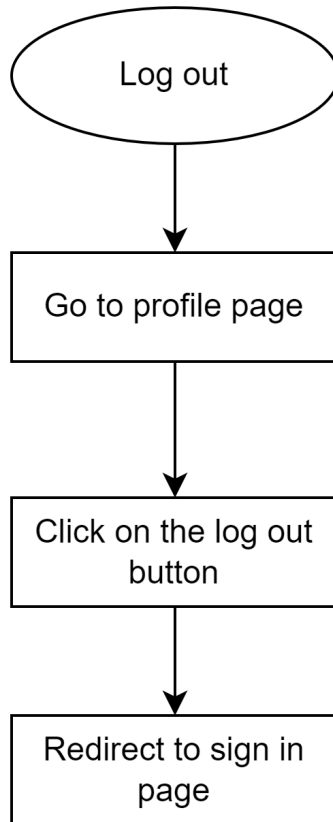 Log out
Go to profile page
Click on the log out
button
Redirect to sign in
page